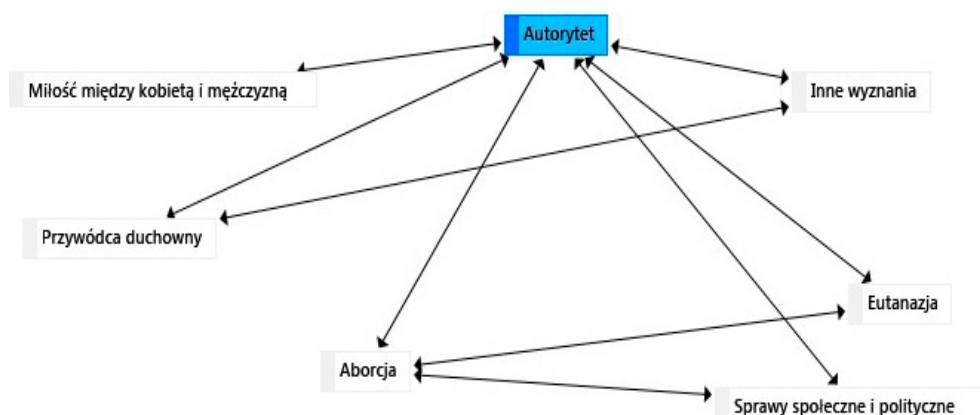 Autorytet
Miłość między kobietą i mężczyzną
Inne wyznania
Przywódca duchowny
Eutanazja
Aborcja
Sprawy społeczne i polityczne